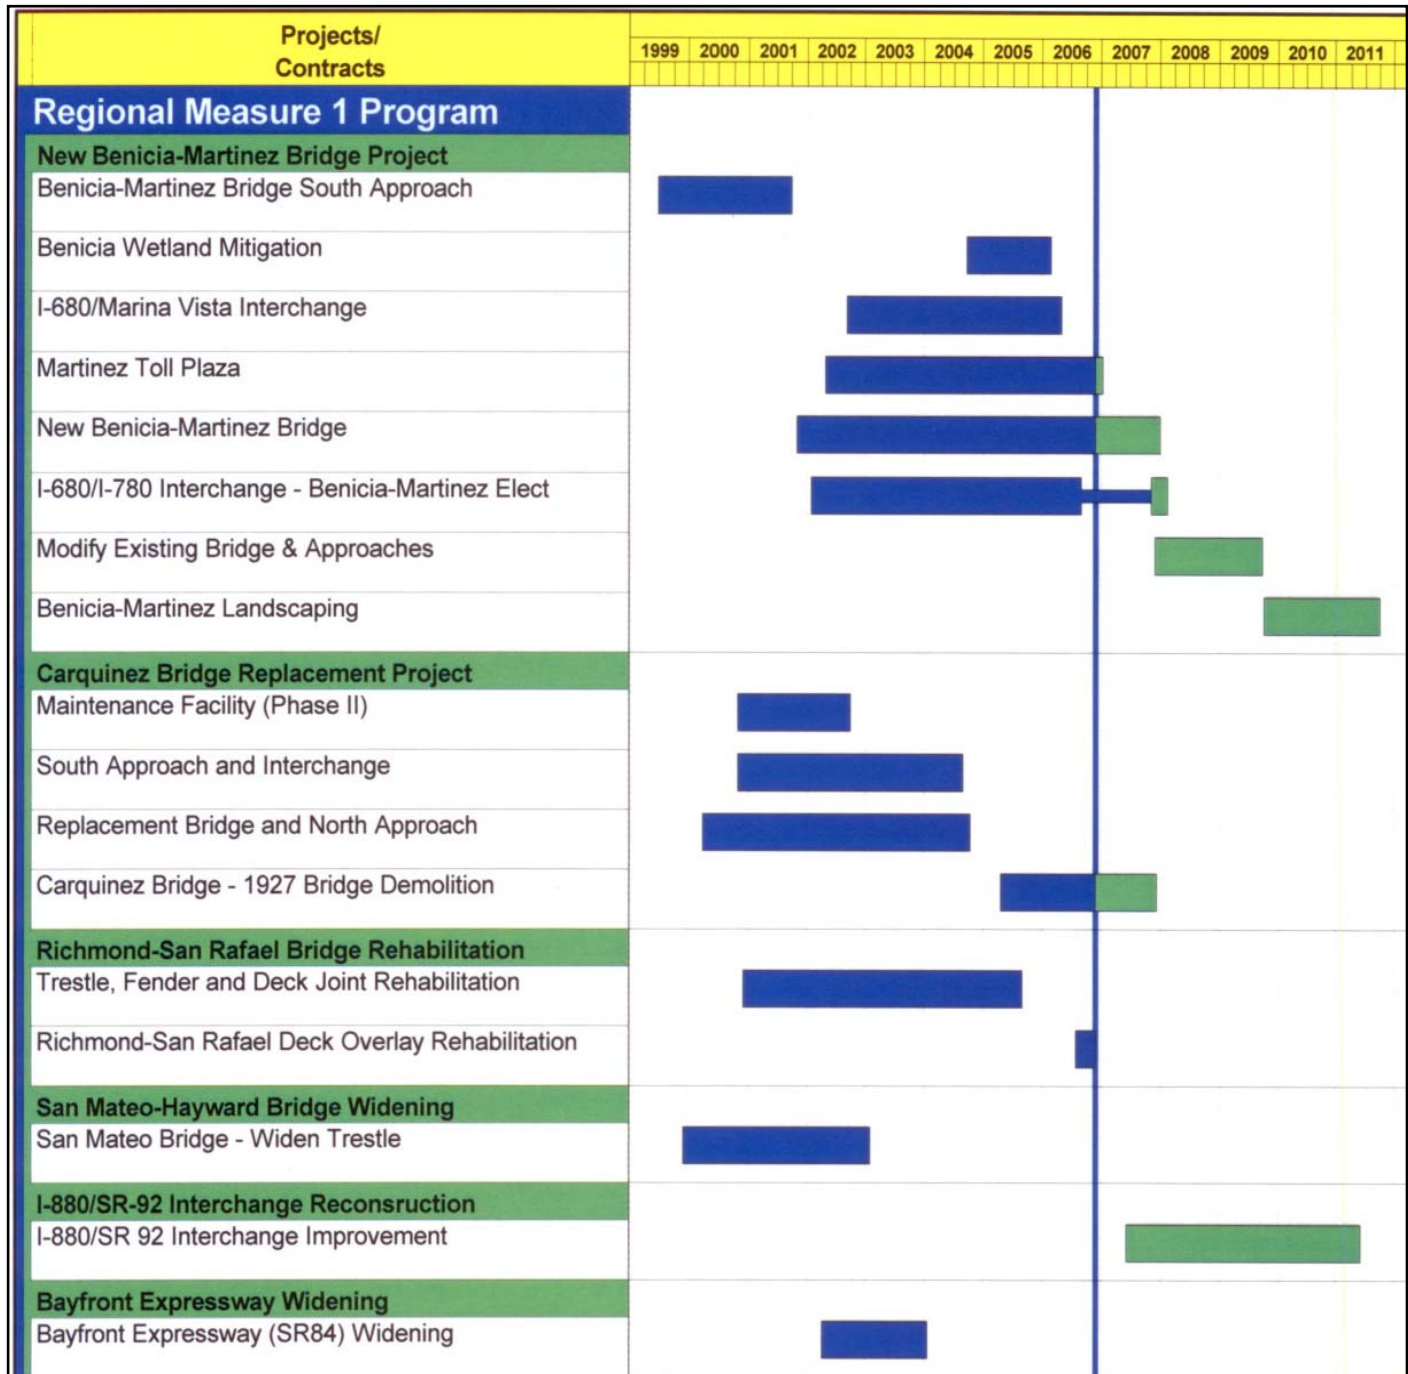 Projects/
Contracts
1999 2000 2001 2002 2003 2004 2005 2006 2007 2008 2009 2010 2011
Regional Measure 1 Program
New Benicia-Martinez Bridge Project
Benicia-Martinez Bridge South Approach
Benicia Wetland Mitigation
I-680/Marina Vista Interchange
Martinez Toll Plaza
New Benicia-Martinez Bridge
I-680/I-780 Interchange - Benicia-Martinez Elect
Modify Existing Bridge & Approaches
Benicia-Martinez Landscaping
Carquinez Bridge Replacement Project
Maintenance Facility (Phase II)
South Approach and Interchange
Replacement Bridge and North Approach
Carquinez Bridge - 1927 Bridge Demolition
Richmond-San Rafael Bridge Rehabilitation
Trestle, Fender and Deck Joint Rehabilitation
Richmond-San Rafael Deck Overlay Rehabilitation
San Mateo-Hayward Bridge Widening
San Mateo Bridge - Widen Trestle
I-880/SR-92 Interchange Reconsruction
I-880/SR 92 Interchange Improvement
Bayfront Expressway Widening
Bayfront Expressway (SR84) Widening